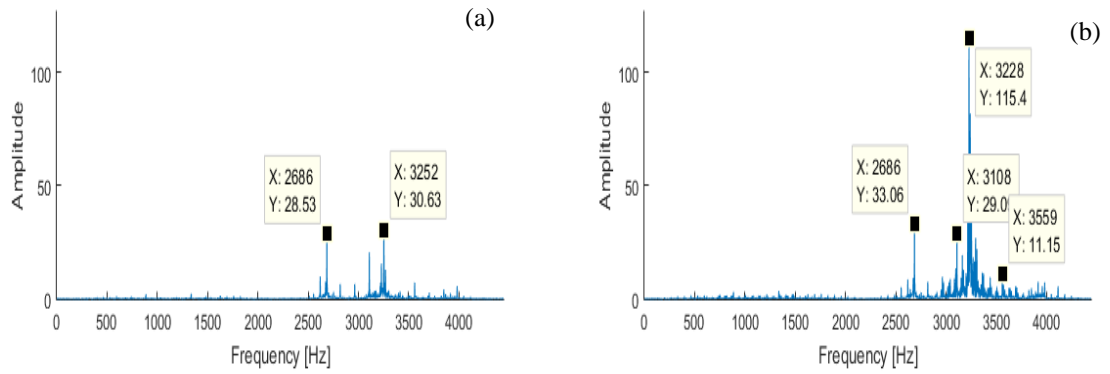 (a)
Amplitude
100
50
0
X: 2686
Y: 28.53
X: 3252
Y: 30.63
0 500 1000 1500 2000 2500 3000 3500 4000
Frequency [Hz]
(b)
Amplitude
100
50
0
X: 3228
Y: 115.4
X: 2686
Y: 33.06
X: 3108
Y: 29.09
X: 3559
Y: 11.15
0 500 1000 1500 2000 2500 3000 3500 4000
Frequency [Hz]